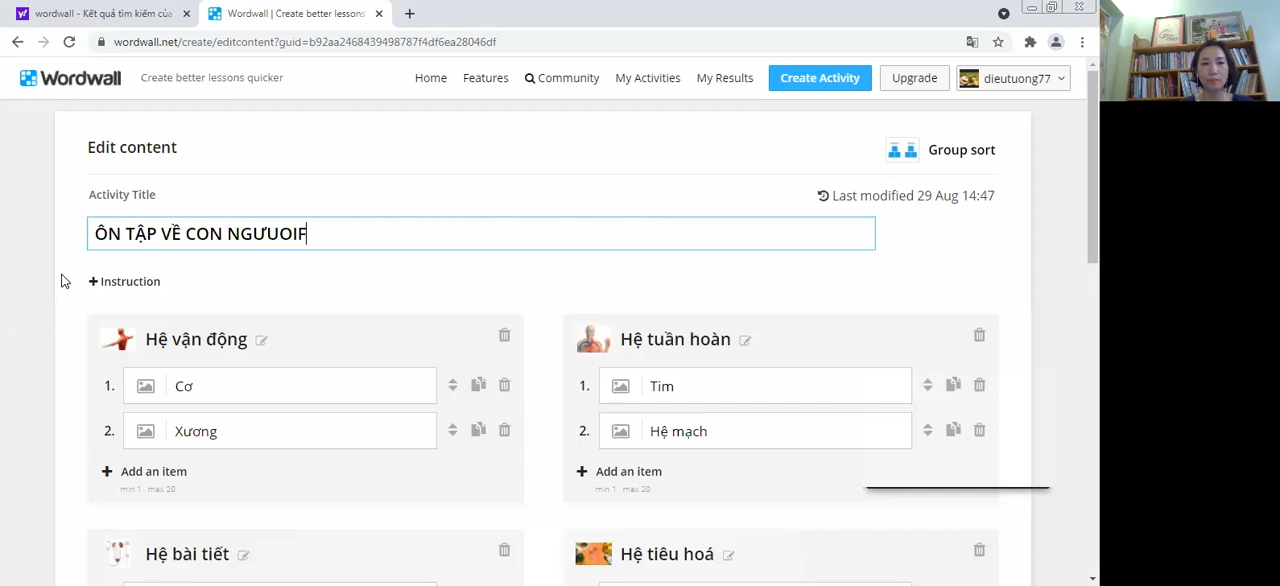 wordwall - Kết quả tìm kiếm củ
Wordwall | Create better lessons
wordwall.net/create/editcontent?guid=b92aa2468439498787f4df6ea28046df
Wordwall
Create better lessons quicker
Home
Features
Community
My Activities
My Results
Create Activity
Upgrade
dieutuong77
Edit content
Group sort
Activity Title
Last modified 29 Aug 14:47
ÔN TẬP VỀ CON NGƯUOIF
Instruction
Hệ vận động
1. Cơ
2. Xương
Add an item
min 1 max 20
Hệ tuần hoàn
1. Tim
2. Hệ mạch
Add an item
min 1 max 20
Hệ bài tiết
Hệ tiêu hoá